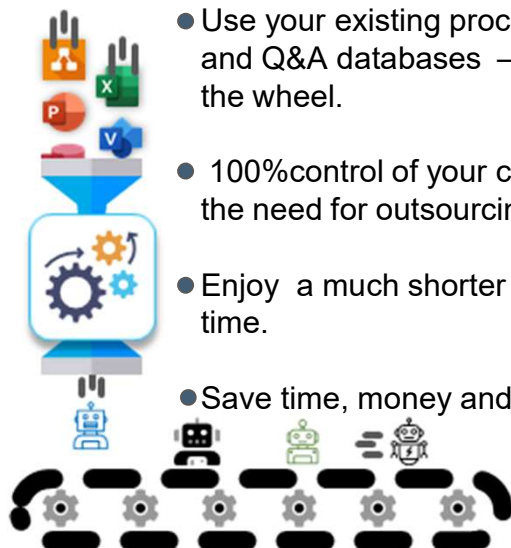 Use your existing proc
and Q&A databases –
the wheel.
100%control of your c
the need for outsourcin
Enjoy a much shorter
time.
Save time, money and
X
P
V